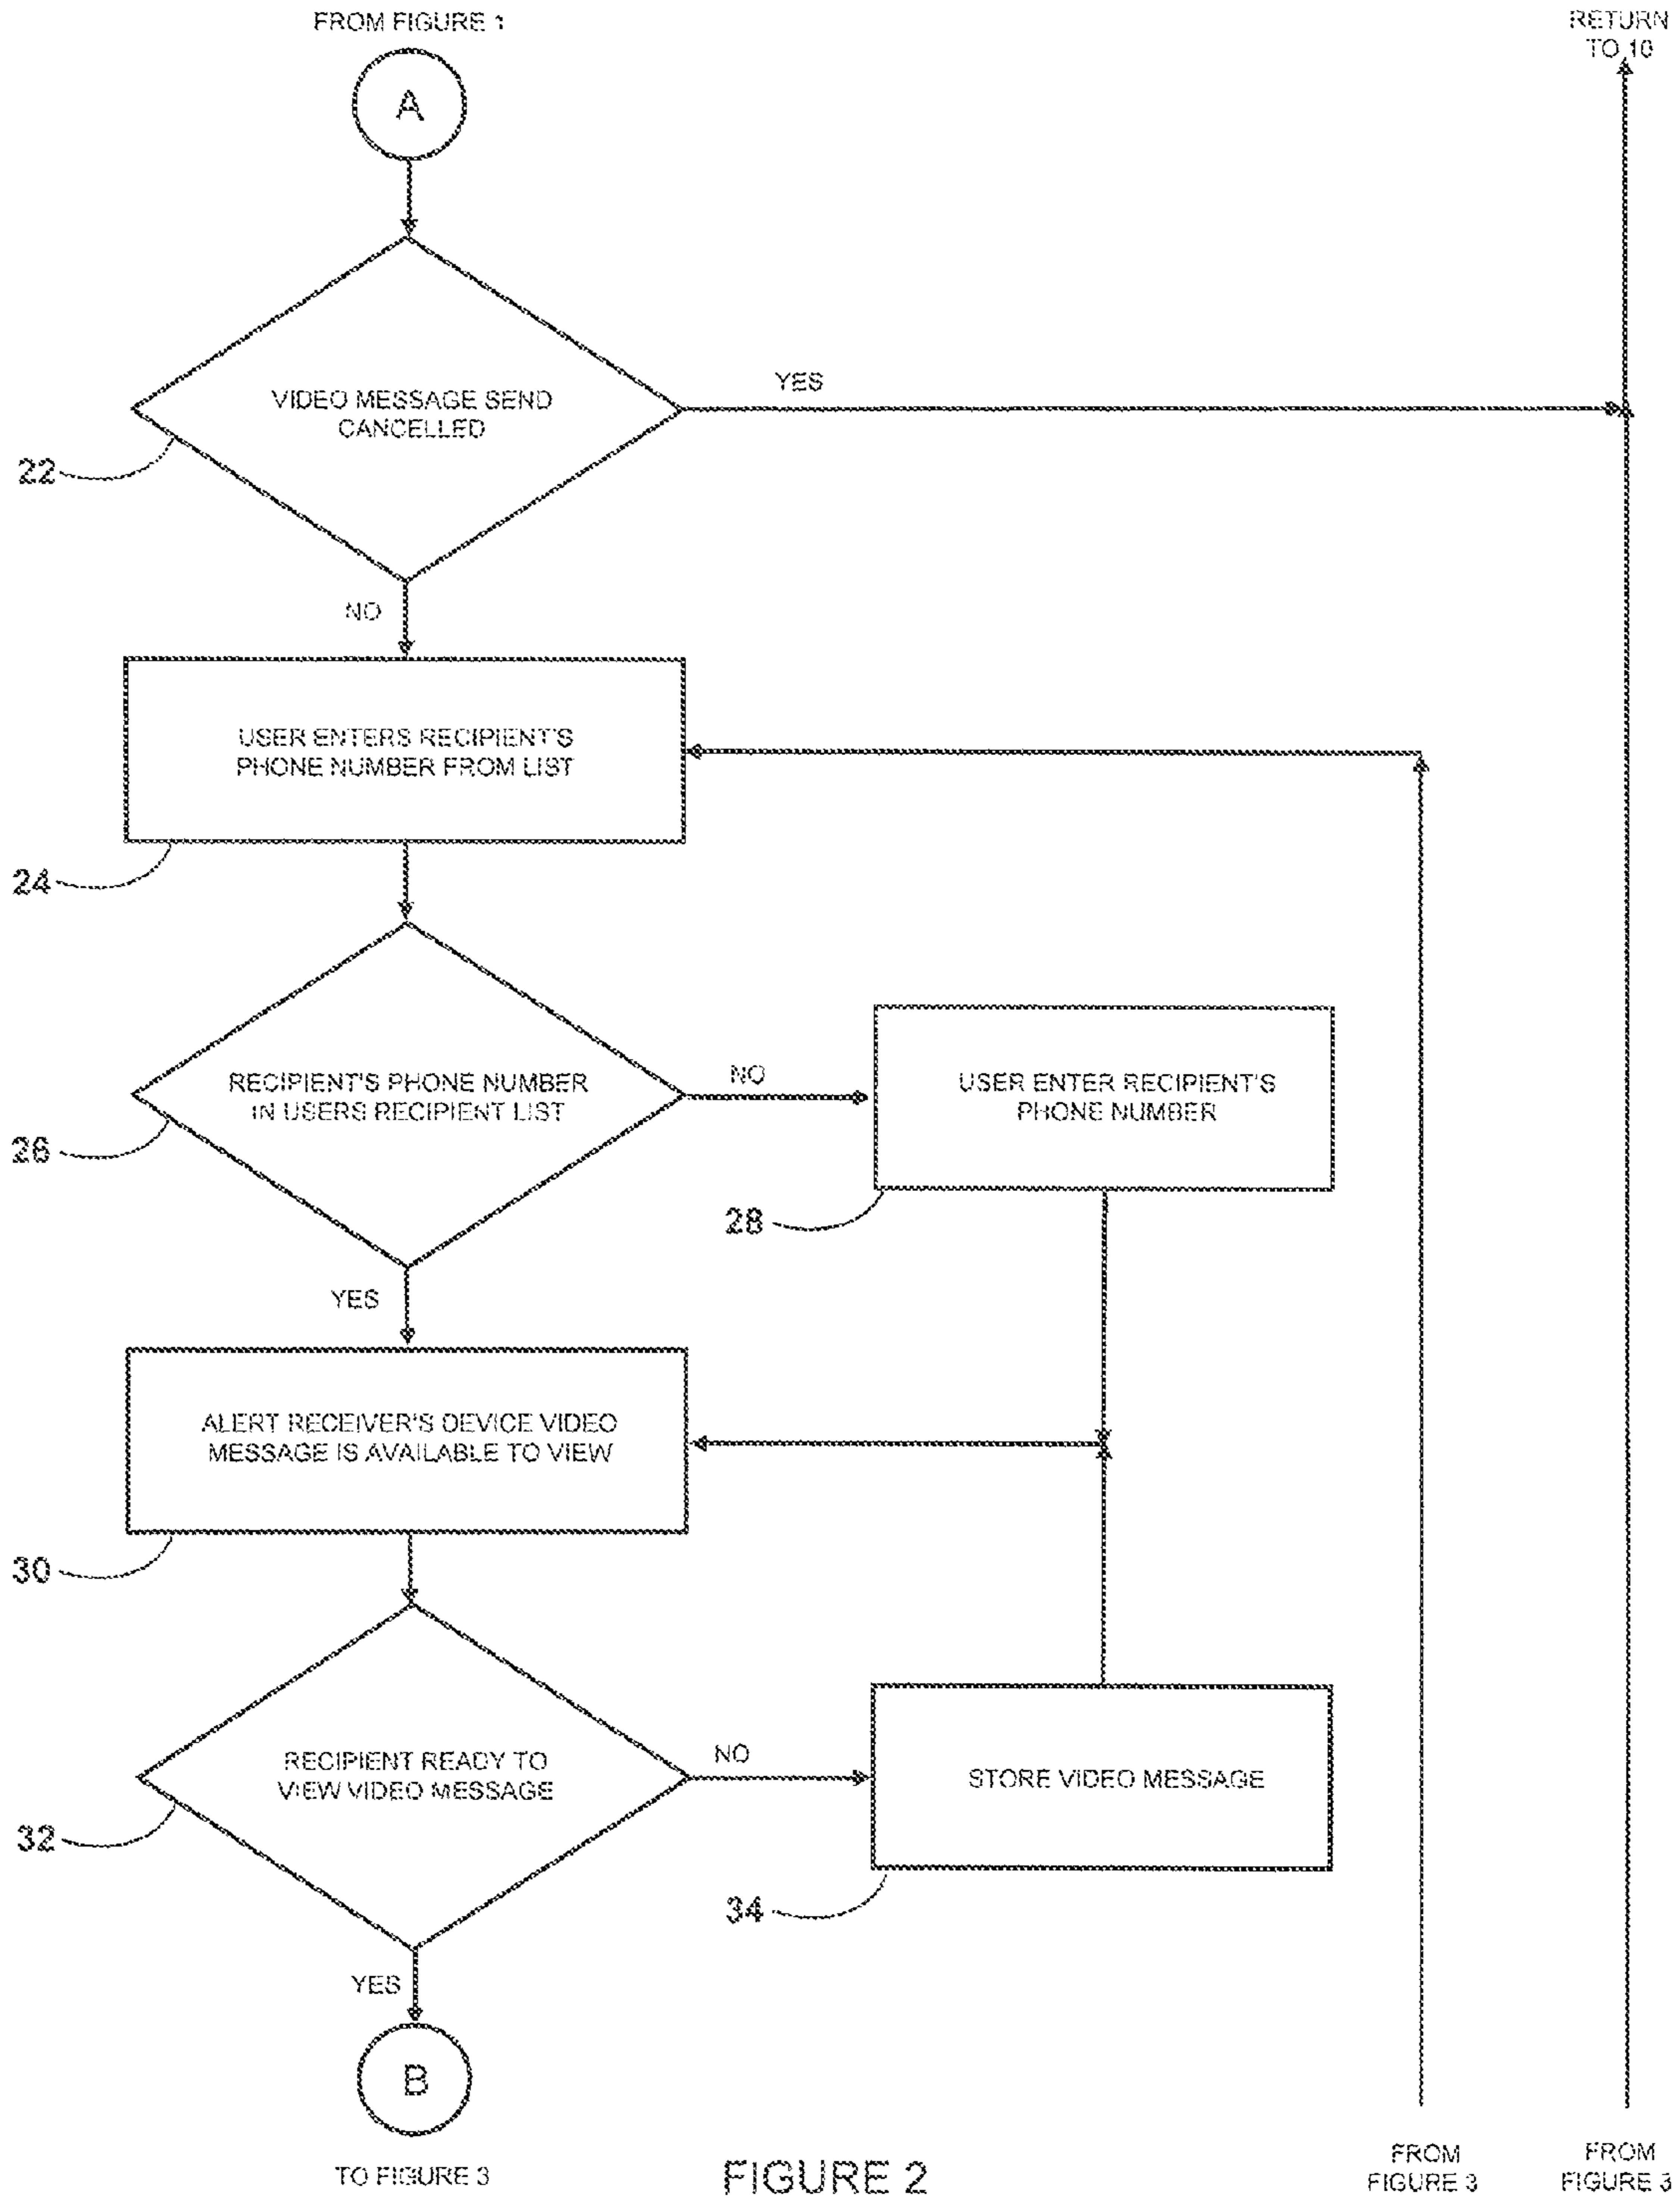 FROM FIGURE 1
RETURN
TO 10
A
VIDEO MESSAGE SEND
CANCELLED
YES
22
NO
USER ENTERS RECIPIENT'S
PHONE NUMBER FROM LIST
24
RECIPIENT'S PHONE NUMBER
IN USERS RECIPIENT LIST
NO
USER ENTER RECIPIENT'S
PHONE NUMBER
26
28
YES
ALERT RECEIVER'S DEVICE VIDEO
MESSAGE IS AVAILABLE TO VIEW
30
RECIPIENT READY TO
VIEW VIDEO MESSAGE
NO
STORE VIDEO MESSAGE
32
34
YES
B
TO FIGURE 3
FIGURE 2
FROM
FIGURE 3
FROM
FIGURE 3